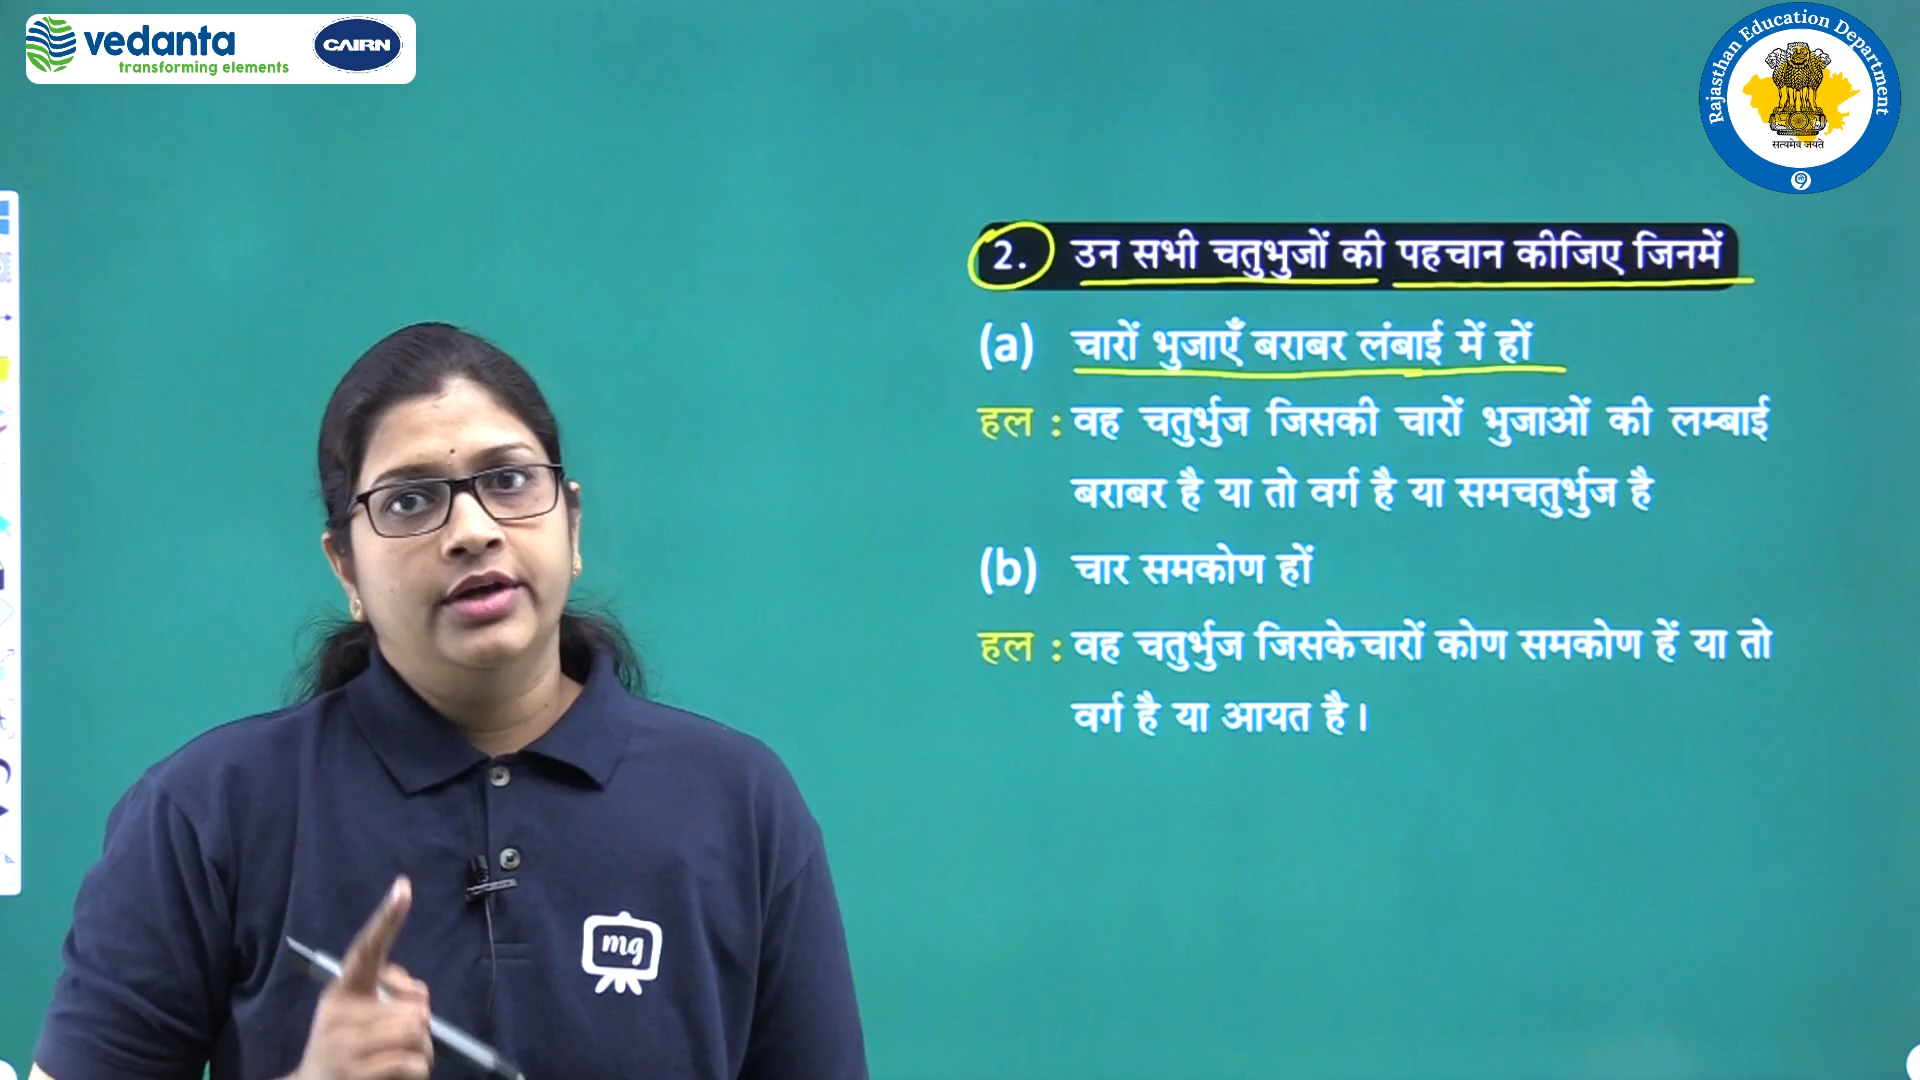 vedanta
transforming elements
CAIRN
Rajasthan Education Department
सत्यमेव जयते
2. उन सभी चतुभुजों की पहचान कीजिए जिनमें
(a) चारों भुजाएँ बराबर लंबाई में हों
हल : वह चतुर्भुज जिसकी चारों भुजाओं की लम्बाई
बराबर है या तो वर्ग है या समचतुर्भुज है
(b) चार समकोण हों
हल : वह चतुर्भुज जिसके चारों कोण समकोण हें या तो
वर्ग है या आयत है।
mg